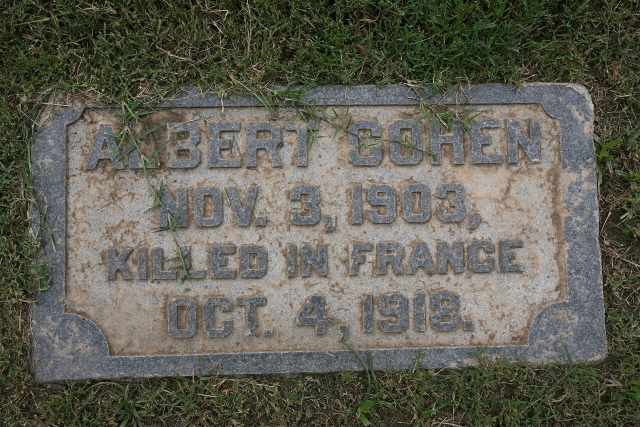 ALBERT COHEN
NOV. 3, 1903,
KILLED IN FRANCE
OCT. 4, 1918.